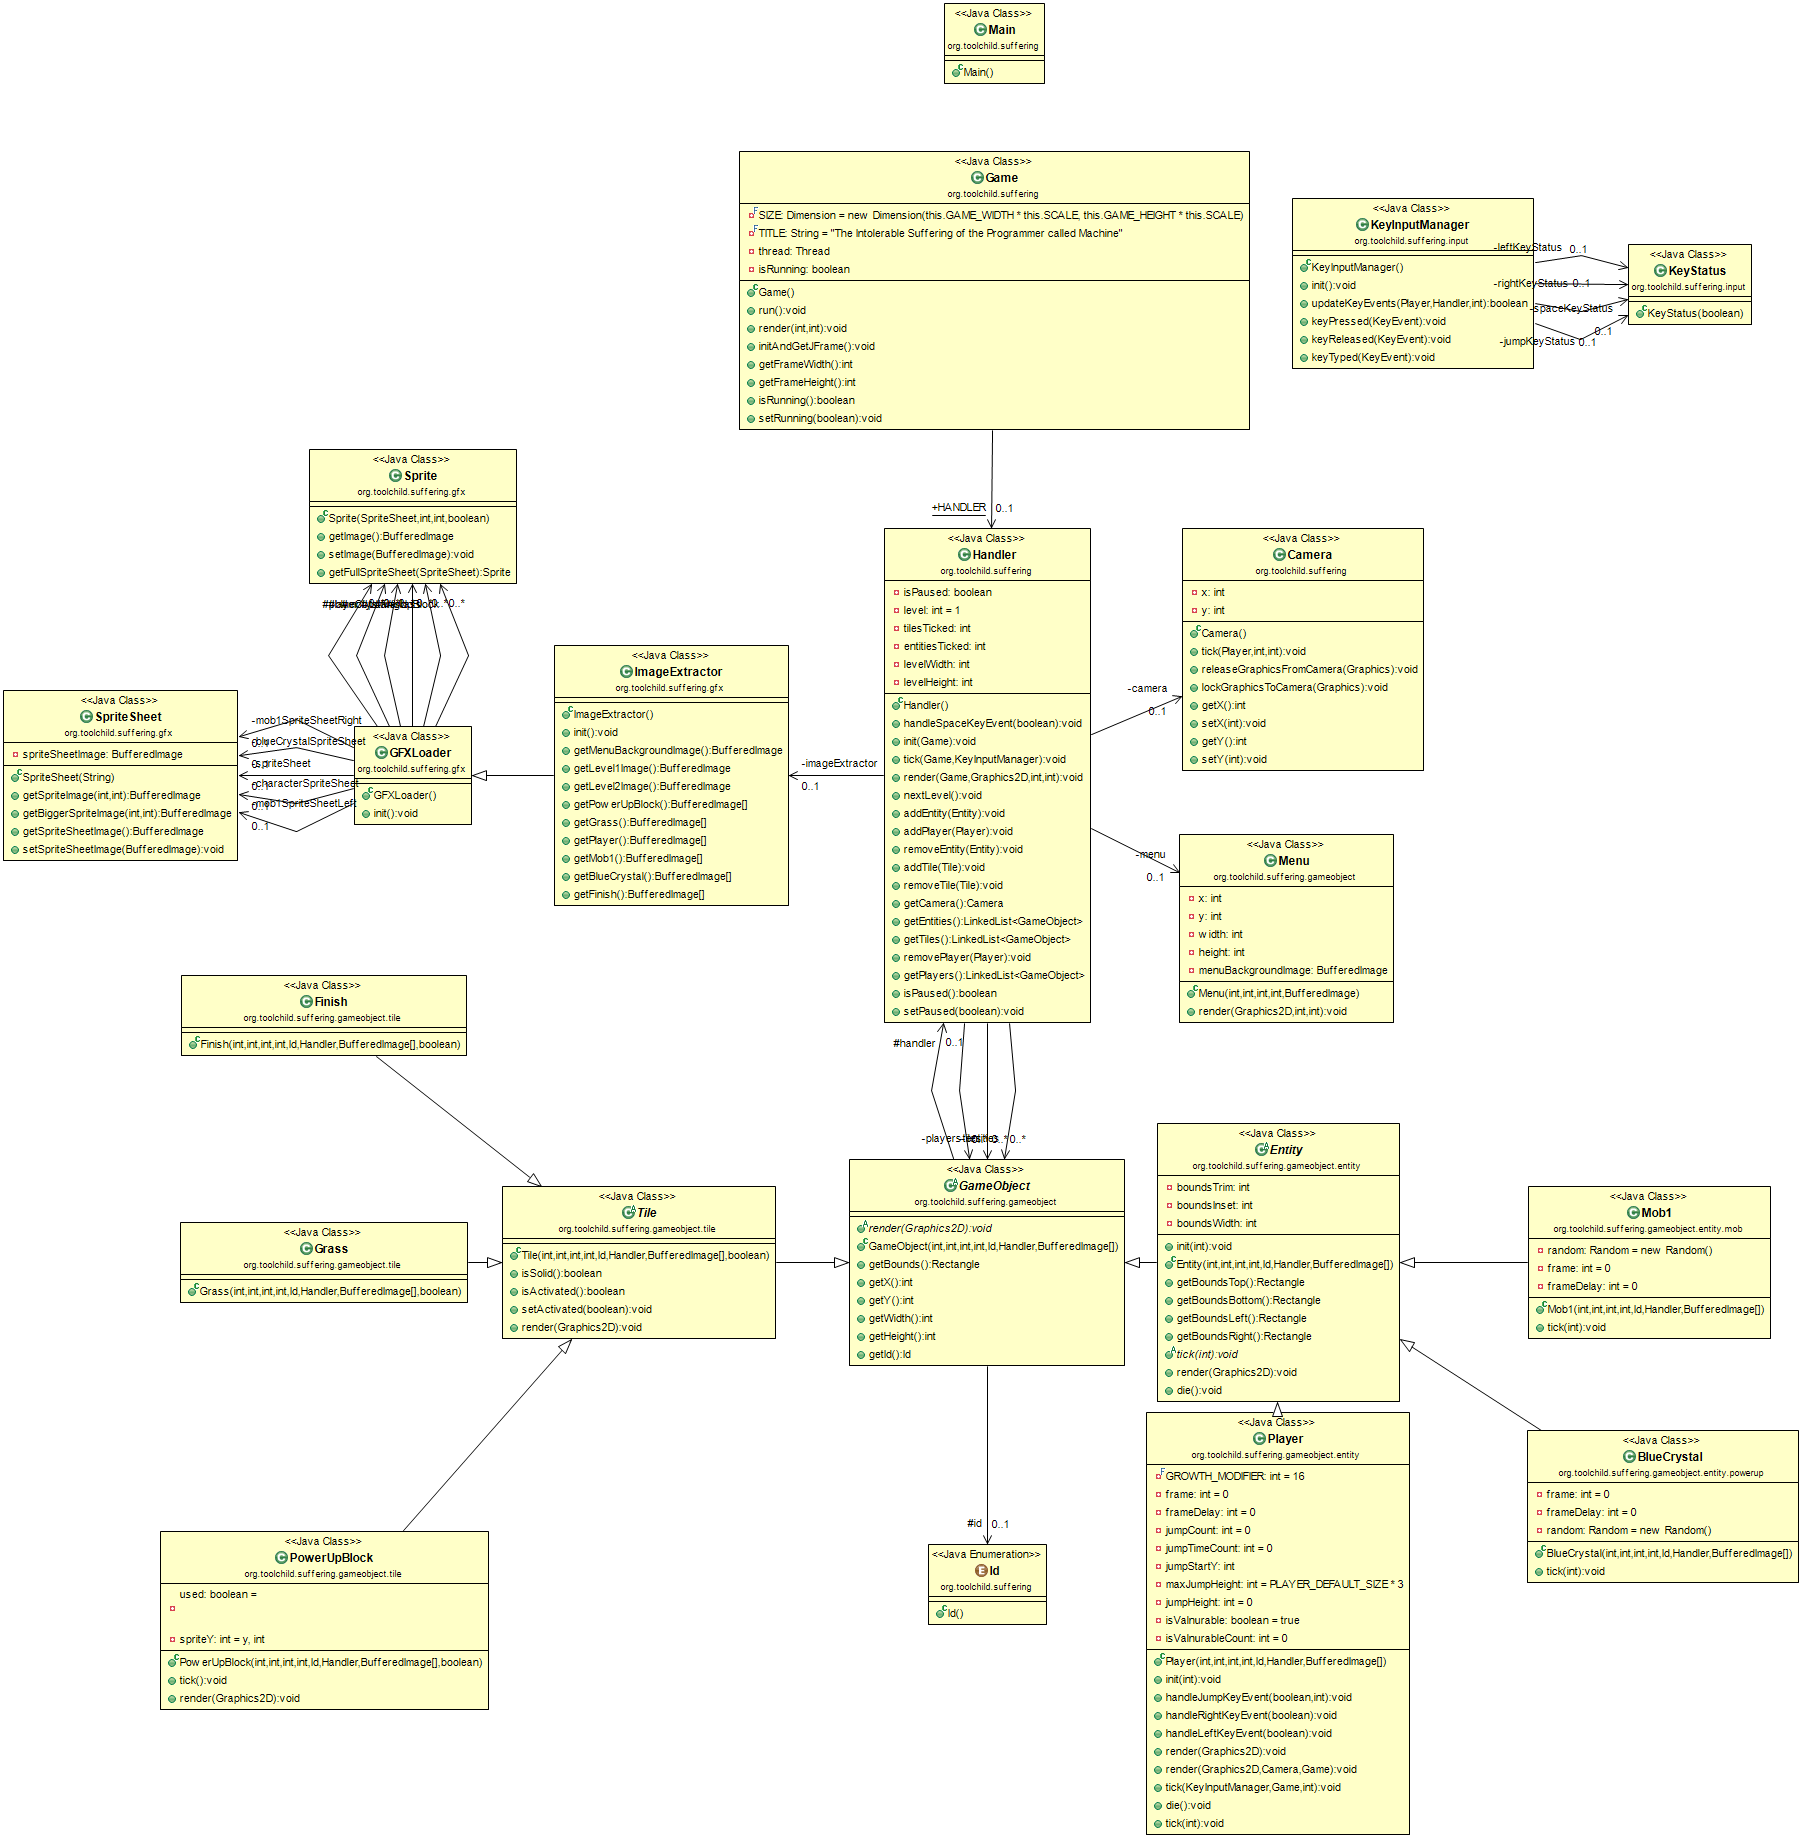 <<Java Class>>
Main
org.toolchild.suffering
Main()
<<Java Class>>
Game
org.toolchild.suffering
SIZE: Dimension = new Dimension(this.GAME_WIDTH * this.SCALE, this.GAME_HEIGHT * this.SCALE)
TITLE: String = "The Intolerable Suffering of the Programmer called Machine"
thread: Thread
isRunning: boolean
Game()
run():void
render(int,int):void
initAndGetJFrame():void
getFrameWidth():int
getFrameHeight():int
isRunning():boolean
setRunning(boolean):void
<<Java Class>>
KeyInputManager
org.toolchild.suffering.input
KeyInputManager()
init():void
updateKeyEvents(Player,Handler,int):boolean
keyPressed(KeyEvent):void
keyReleased(KeyEvent):void
keyTyped(KeyEvent):void
-leftKeyStatus 0..1
-rightKeyStatus 0..1
-spaceKeyStatus
0..1
-jumpKeyStatus 0..1
<<Java Class>>
KeyStatus
org.toolchild.suffering.input
KeyStatus(boolean)
<<Java Class>>
Sprite
org.toolchild.suffering.gfx
Sprite(SpriteSheet,int,int,boolean)
getImage():BufferedImage
setImage(BufferedImage):void
getFullSpriteSheet(SpriteSheet):Sprite
0..*
+HANDLER 0..1
<<Java Class>>
Handler
org.toolchild.suffering
isPaused: boolean
level: int = 1
tilesTicked: int
entitiesTicked: int
levelWidth: int
levelHeight: int
Handler()
handleSpaceKeyEvent(boolean):void
init(Game):void
tick(Game,KeyInputManager):void
render(Game,Graphics2D,int,int):void
nextLevel():void
addEntity(Entity):void
addPlayer(Player):void
removeEntity(Entity):void
addTile(Tile):void
removeTile(Tile):void
getCamera():Camera
getEntities():LinkedList<GameObject>
getTiles():LinkedList<GameObject>
removePlayer(Player):void
getPlayers():LinkedList<GameObject>
isPaused():boolean
setPaused(boolean):void
<<Java Class>>
Camera
org.toolchild.suffering
x: int
y: int
Camera()
tick(Player,int,int):void
releaseGraphicsFromCamera(Graphics):void
lockGraphicsToCamera(Graphics):void
getX():int
setX(int):void
getY():int
setY(int):void
-camera
0..1
<<Java Class>>
ImageExtractor
org.toolchild.suffering.gfx
ImageExtractor()
init():void
getMenuBackgroundImage():BufferedImage
getLevel1Image():BufferedImage
getLevel2Image():BufferedImage
getPowerUpBlock():BufferedImage[]
getGrass():BufferedImage[]
getPlayer():BufferedImage[]
getMob1():BufferedImage[]
getBlueCrystal():BufferedImage[]
getFinish():BufferedImage[]
-imageExtractor
0..1
<<Java Class>>
SpriteSheet
org.toolchild.suffering.gfx
spriteSheetImage: BufferedImage
SpriteSheet(String)
getSpriteImage(int,int):BufferedImage
getBiggerSpriteImage(int,int):BufferedImage
getSpriteSheetImage():BufferedImage
setSpriteSheetImage(BufferedImage):void
-mob1SpriteSheetRight
-blueCrystalSpriteSheet
-spriteSheet
-characterSpriteSheet
-mob1SpriteSheetLeft
0..1
<<Java Class>>
GFXLoader
org.toolchild.suffering.gfx
GFXLoader()
init():void
-menu
0..1
<<Java Class>>
Menu
org.toolchild.suffering.gameobject
x: int
y: int
width: int
height: int
menuBackgroundImage: BufferedImage
Menu(int,int,int,int,BufferedImage)
render(Graphics2D,int,int):void
<<Java Class>>
Finish
org.toolchild.suffering.gameobject.tile
Finish(int,int,int,int,Id,Handler,BufferedImage[],boolean)
#handler 0..1
-players
0..*
<<Java Class>>
Grass
org.toolchild.suffering.gameobject.tile
Grass(int,int,int,int,Id,Handler,BufferedImage[],boolean)
<<Java Class>>
Tile
org.toolchild.suffering.gameobject.tile
Tile(int,int,int,int,Id,Handler,BufferedImage[],boolean)
isSolid():boolean
isActivated():boolean
setActivated(boolean):void
render(Graphics2D):void
<<Java Class>>
GameObject
org.toolchild.suffering.gameobject
render(Graphics2D):void
GameObject(int,int,int,int,Id,Handler,BufferedImage[])
getBounds():Rectangle
getX():int
getY():int
getWidth():int
getHeight():int
getId():Id
<<Java Class>>
Entity
org.toolchild.suffering.gameobject.entity
boundsTrim: int
boundsInset: int
boundsWidth: int
init(int):void
Entity(int,int,int,int,Id,Handler,BufferedImage[])
getBoundsTop():Rectangle
getBoundsBottom():Rectangle
getBoundsLeft():Rectangle
getBoundsRight():Rectangle
tick(int):void
render(Graphics2D):void
die():void
<<Java Class>>
Mob1
org.toolchild.suffering.gameobject.entity.mob
random: Random = new Random()
frame: int = 0
frameDelay: int = 0
Mob1(int,int,int,int,Id,Handler,BufferedImage[])
tick(int):void
<<Java Class>>
BlueCrystal
org.toolchild.suffering.gameobject.entity.powerup
frame: int = 0
frameDelay: int = 0
random: Random = new Random()
BlueCrystal(int,int,int,int,Id,Handler,BufferedImage[])
tick(int):void
<<Java Class>>
Player
org.toolchild.suffering.gameobject.entity
GROWTH_MODIFIER: int = 16
frame: int = 0
frameDelay: int = 0
jumpCount: int = 0
jumpTimeCount: int = 0
jumpStartY: int
maxJumpHeight: int = PLAYER_DEFAULT_SIZE * 3
jumpHeight: int = 0
isValnurable: boolean = true
isValnurableCount: int = 0
Player(int,int,int,int,Id,Handler,BufferedImage[])
init(int):void
handleJumpKeyEvent(boolean,int):void
handleRightKeyEvent(boolean):void
handleLeftKeyEvent(boolean):void
render(Graphics2D):void
render(Graphics2D,Camera,Game):void
tick(KeyInputManager,Game,int):void
die():void
tick(int):void
#id 0..1
<<Java Enumeration>>
Id
org.toolchild.suffering
Id()
<<Java Class>>
PowerUpBlock
org.toolchild.suffering.gameobject.tile
used: boolean =
spriteY: int = y, int
PowerUpBlock(int,int,int,int,Id,Handler,BufferedImage[],boolean)
tick():void
render(Graphics2D):void